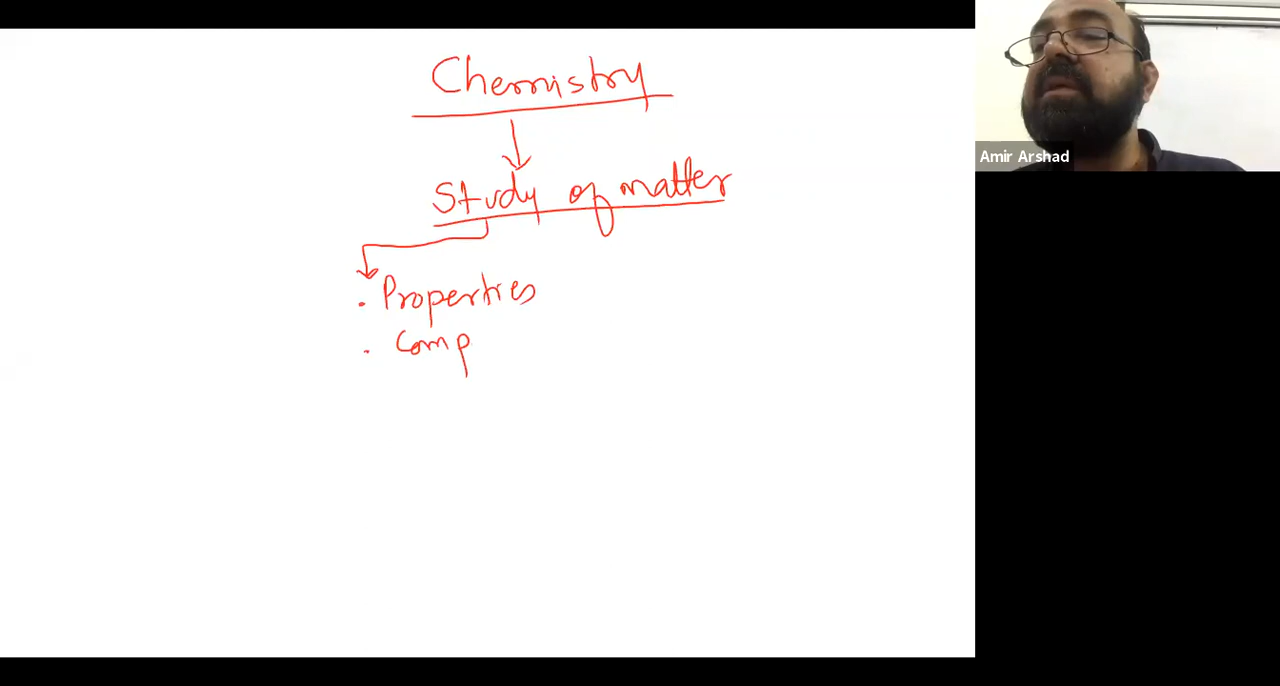 Chemistry
Study of matter
. Properties
. Comp
Amir Arshad